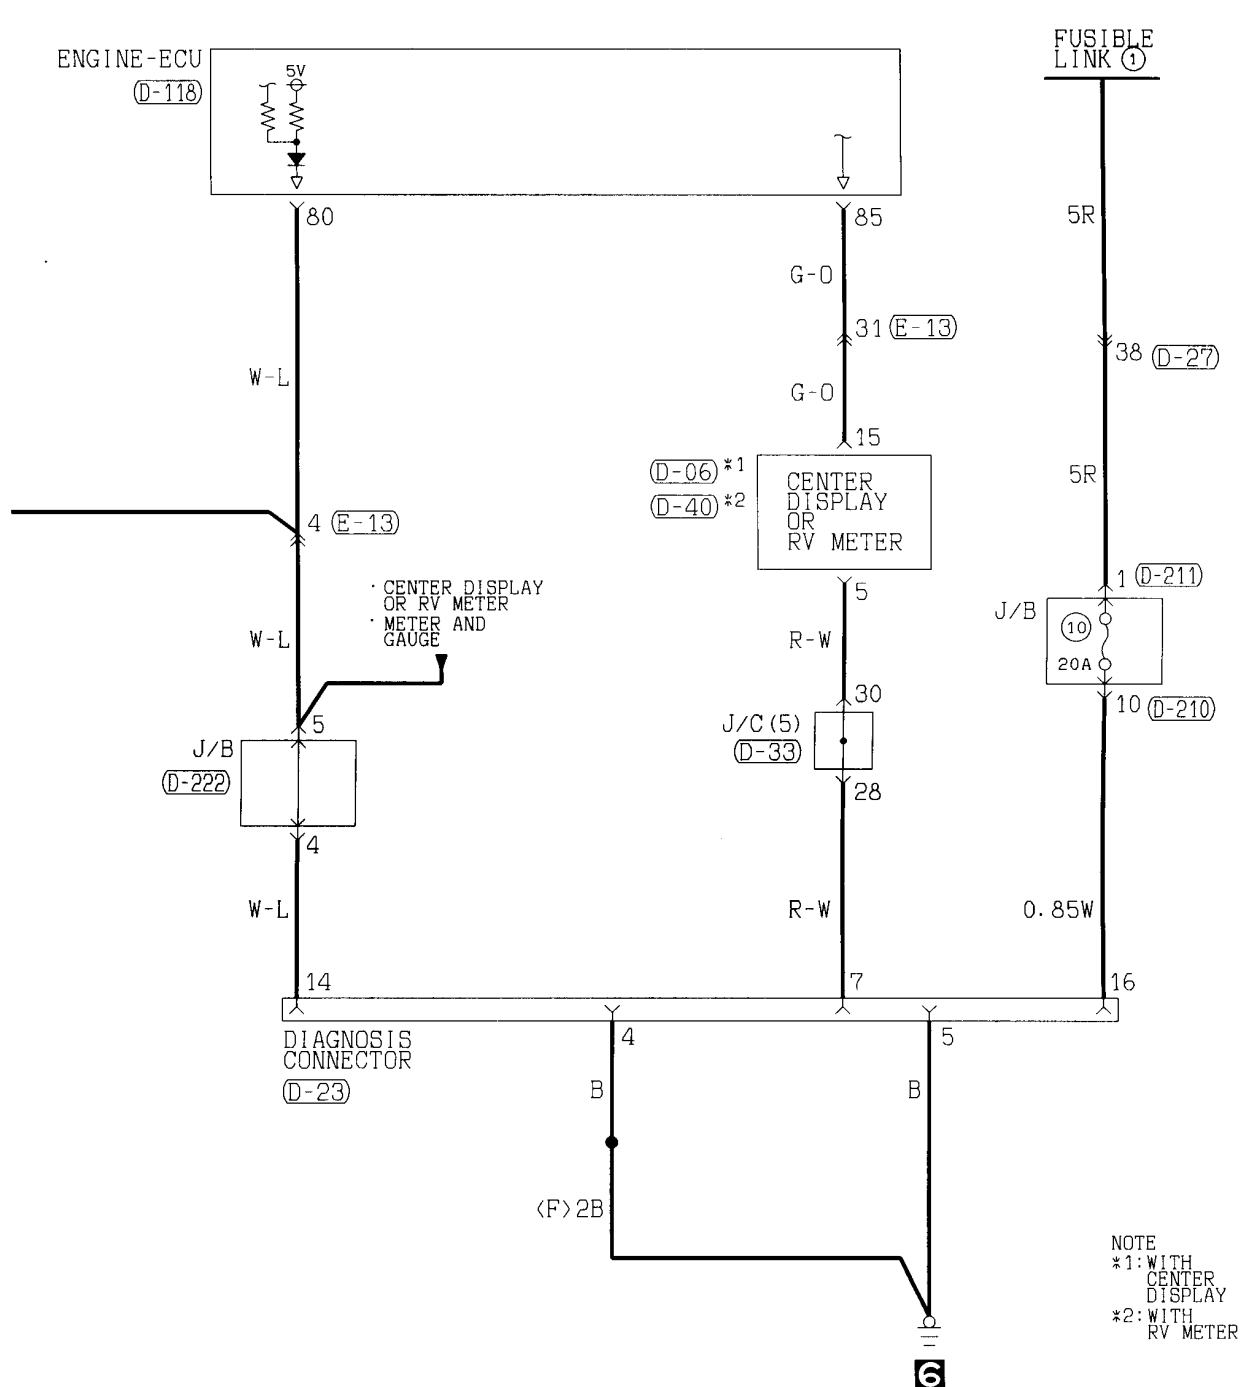 FUSIBLE
LINK ①
ENGINE-ECU
(D-118)
5V
80
85
5R
G-O
31 (E-13)
38 (D-27)
W-L
G-O
15
(D-06) *1
(D-40) *2
CENTER
DISPLAY
OR
RV METER
5R
4 (E-13)
1 (D-211)
· CENTER DISPLAY
OR RV METER
· METER AND
GAUGE
5
J/B
10
20A
W-L
R-W
30
10 (D-210)
5
J/C(5)
(D-33)
J/B
(D-222)
28
4
W-L
R-W
0.85W
14
7
16
DIAGNOSIS
CONNECTOR
(D-23)
4
5
B
B
<F>2B
NOTE
*1:WITH
CENTER
DISPLAY
*2:WITH
RV METER
6